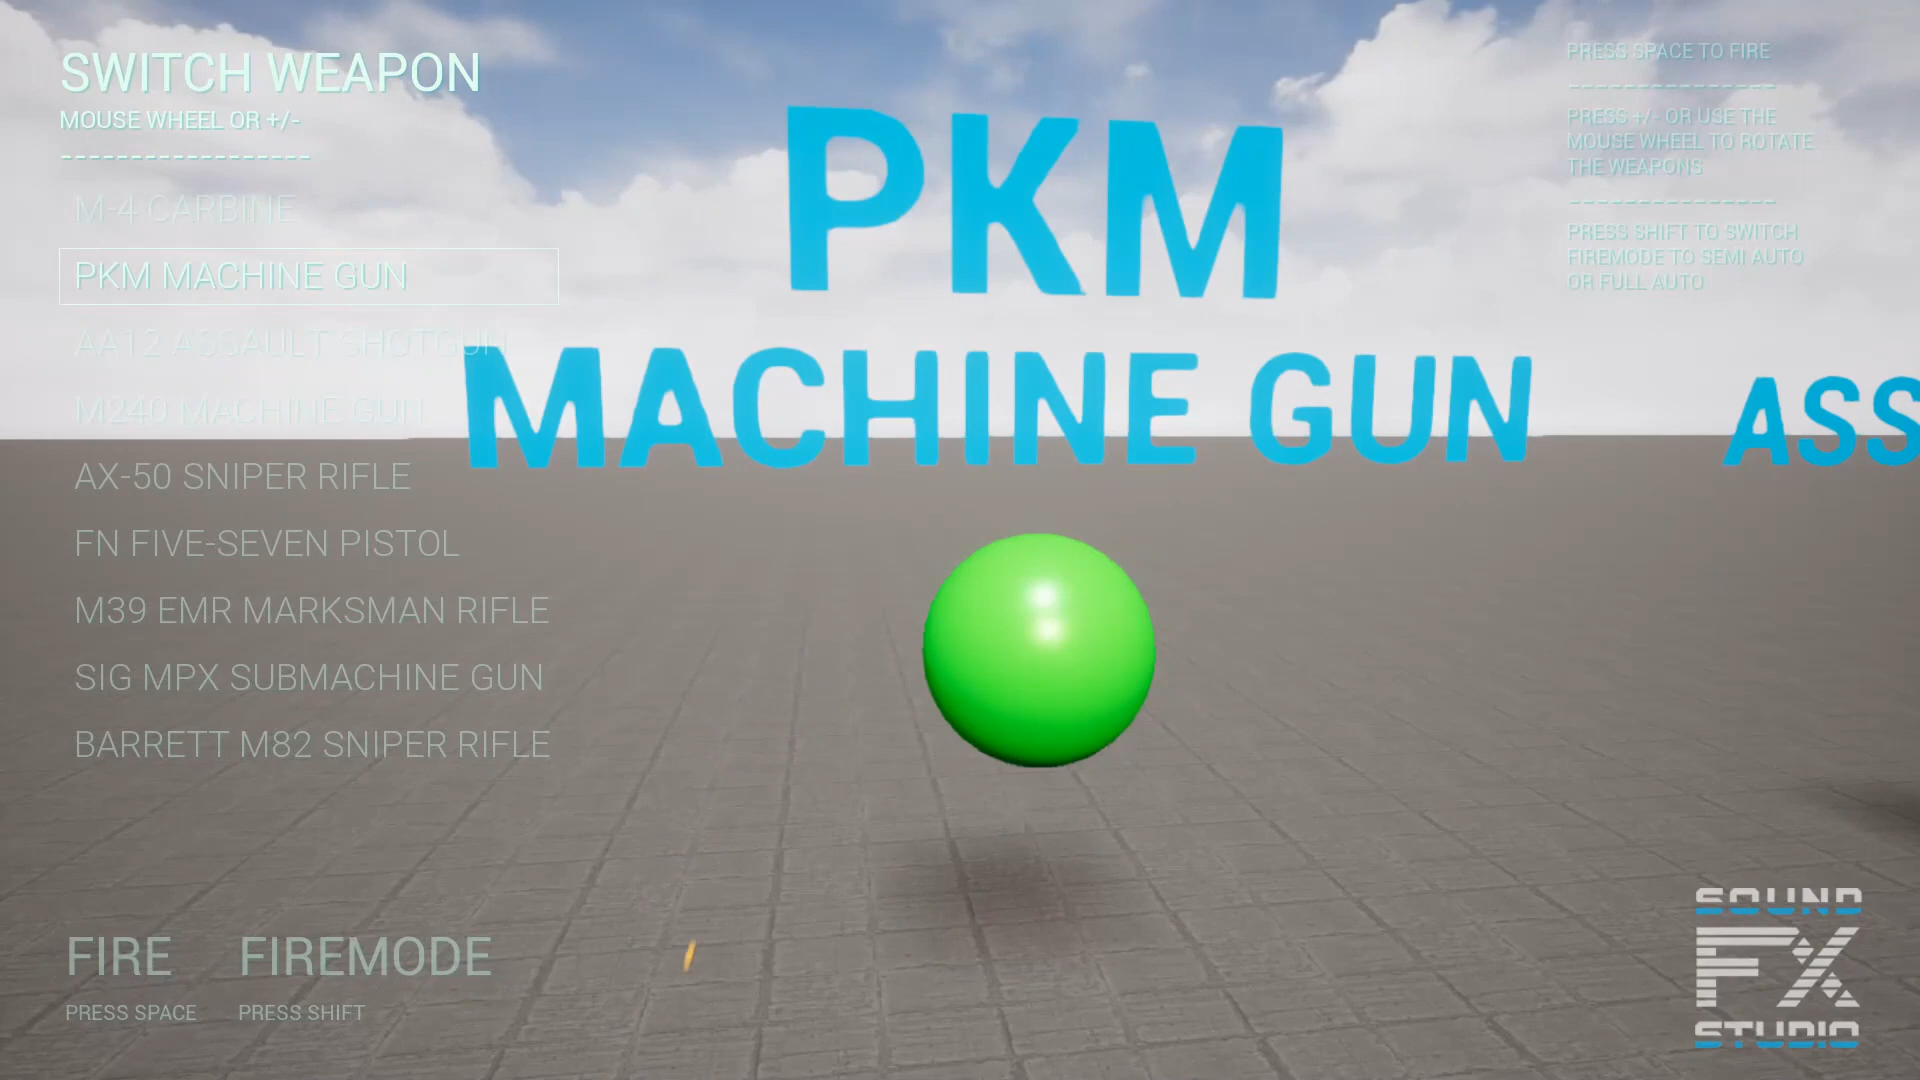 SWITCH WEAPON
MOUSE WHEEL OR +/-
------------------
M-4 CARBINE
PKM MACHINE GUN
AA12 ASSAULT SHOTGUN
M240 MACHINE GUN
AX-50 SNIPER RIFLE
FN FIVE-SEVEN PISTOL
M39 EMR MARKSMAN RIFLE
SIG MPX SUBMACHINE GUN
BARRETT M82 SNIPER RIFLE
FIRE
PRESS SPACE
FIREMODE
PRESS SHIFT
PKM
MACHINE GUN
ASS
PRESS SPACE TO FIRE
---------------
PRESS +/- OR USE THE
MOUSE WHEEL TO ROTATE
THE WEAPONS
---------------
PRESS SHIFT TO SWITCH
FIREMODE TO SEMI AUTO
OR FULL AUTO
SOUND
FX
STUDIO